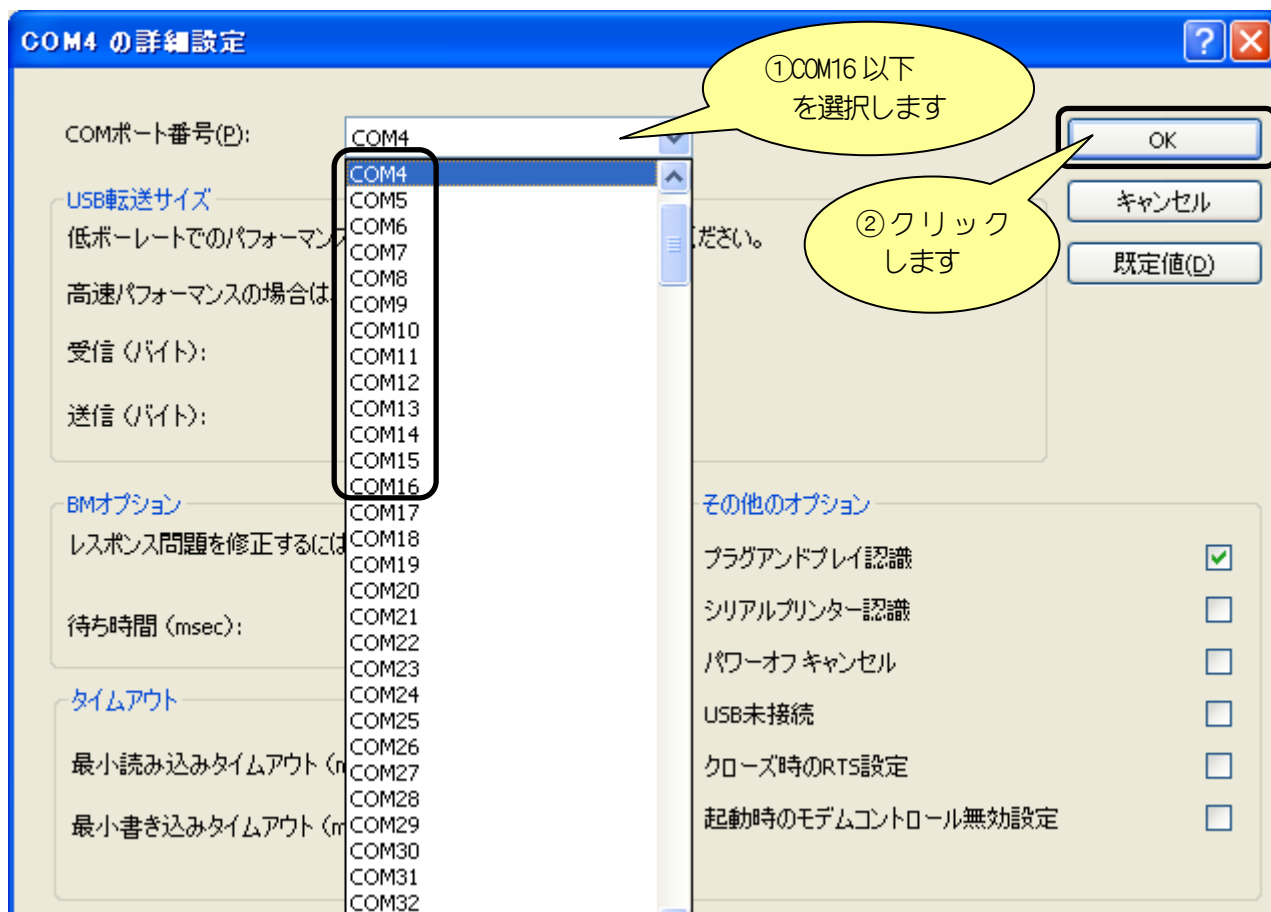 COM4 の詳細設定
①COM16 以下
を選択します
COMポート番号(P):
COM4
OK
キャンセル
既定値(D)
②クリック
します
USB転送サイズ
低ボーレートでのパフォーマン
ださい。
高速パフォーマンスの場合は
受信 (バイト):
送信 (バイト):
COM4
COM5
COM6
COM7
COM8
COM9
COM10
COM11
COM12
COM13
COM14
COM15
COM16
COM17
COM18
COM19
COM20
COM21
COM22
COM23
COM24
COM25
COM26
COM27
COM28
COM29
COM30
COM31
COM32
BMオプション
レスポンス問題を修正するには
待ち時間 (msec):
タイムアウト
最小読み込みタイムアウト (m
最小書き込みタイムアウト (m
その他のオプション
プラグアンドプレイ認識
シリアルプリンター認識
パワーオフ キャンセル
USB未接続
クローズ時のRTS設定
起動時のモデムコントロール無効設定